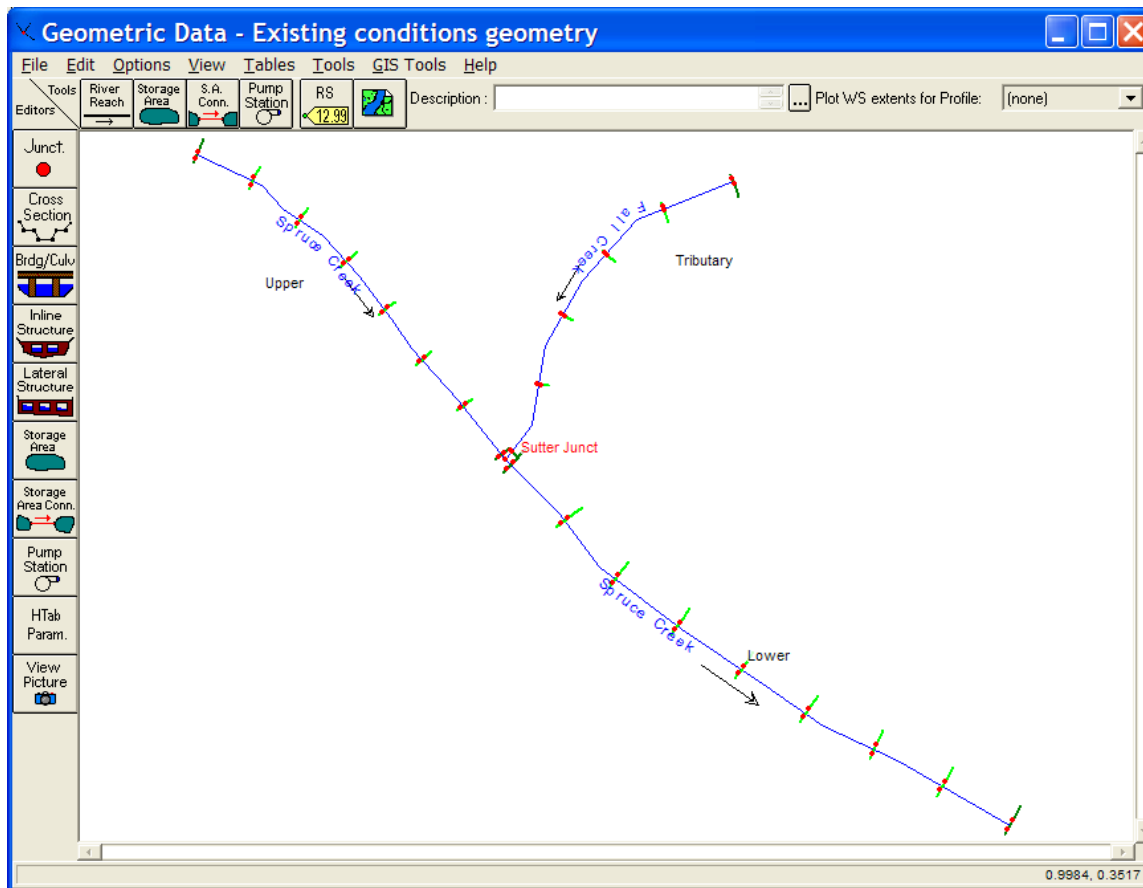 Geometric Data - Existing conditions geometry
File Edit Options View Tables Tools GIS Tools Help
Tools
Editors
River
Reach
Storage
Area
S.A.
Conn.
Pump
Station
RS
12.99
Description :
...
Plot WS extents for Profile:
(none)
Junct.
Cross
Section
Brdg/Culv
Inline
Structure
Lateral
Structure
Storage
Area
Storage
Area Conn.
Pump
Station
HTab
Param.
View
Picture
Spruce Creek
Upper
Fall Creek
Tributary
Sutter Junct
Spruce Creek
Lower
0.9984, 0.3517